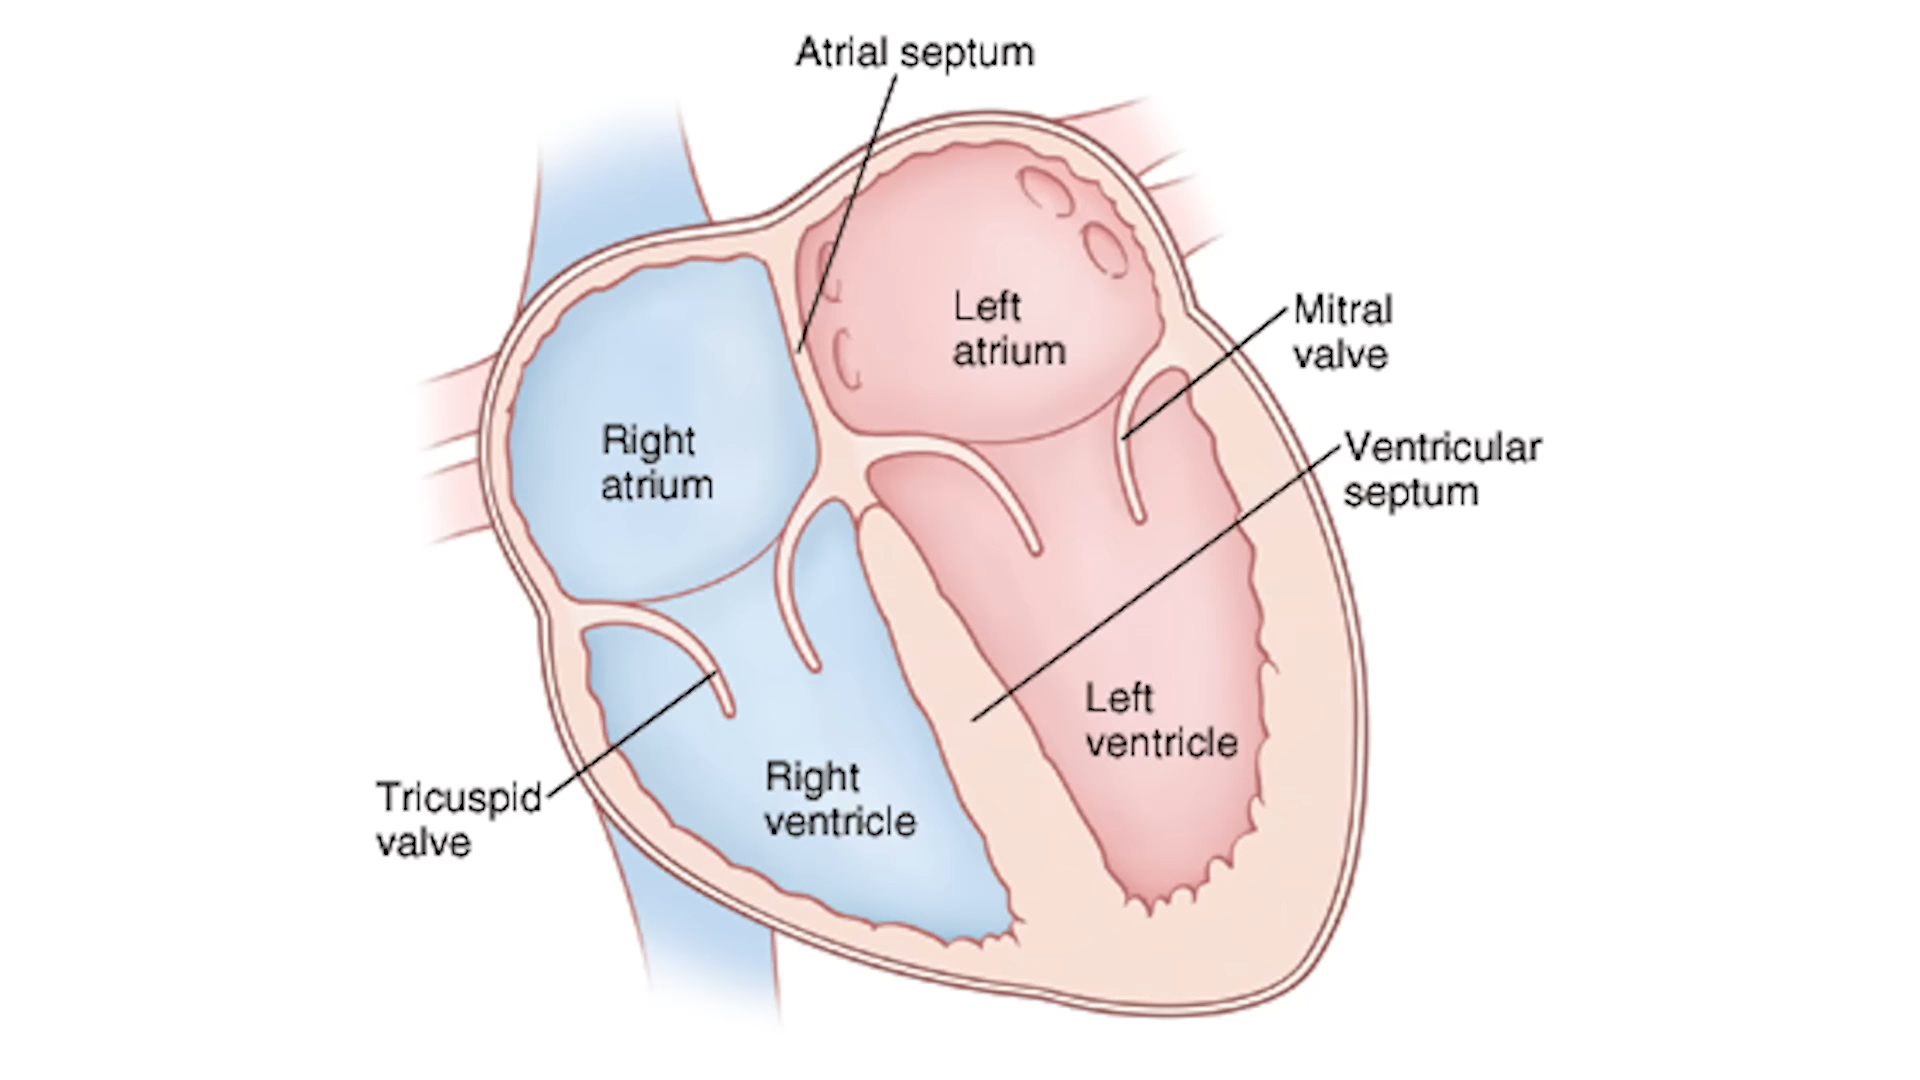 Atrial septum
Left
atrium
Mitral
valve
Right
atrium
Ventricular
septum
Left
ventricle
Tricuspid
valve
Right
ventricle